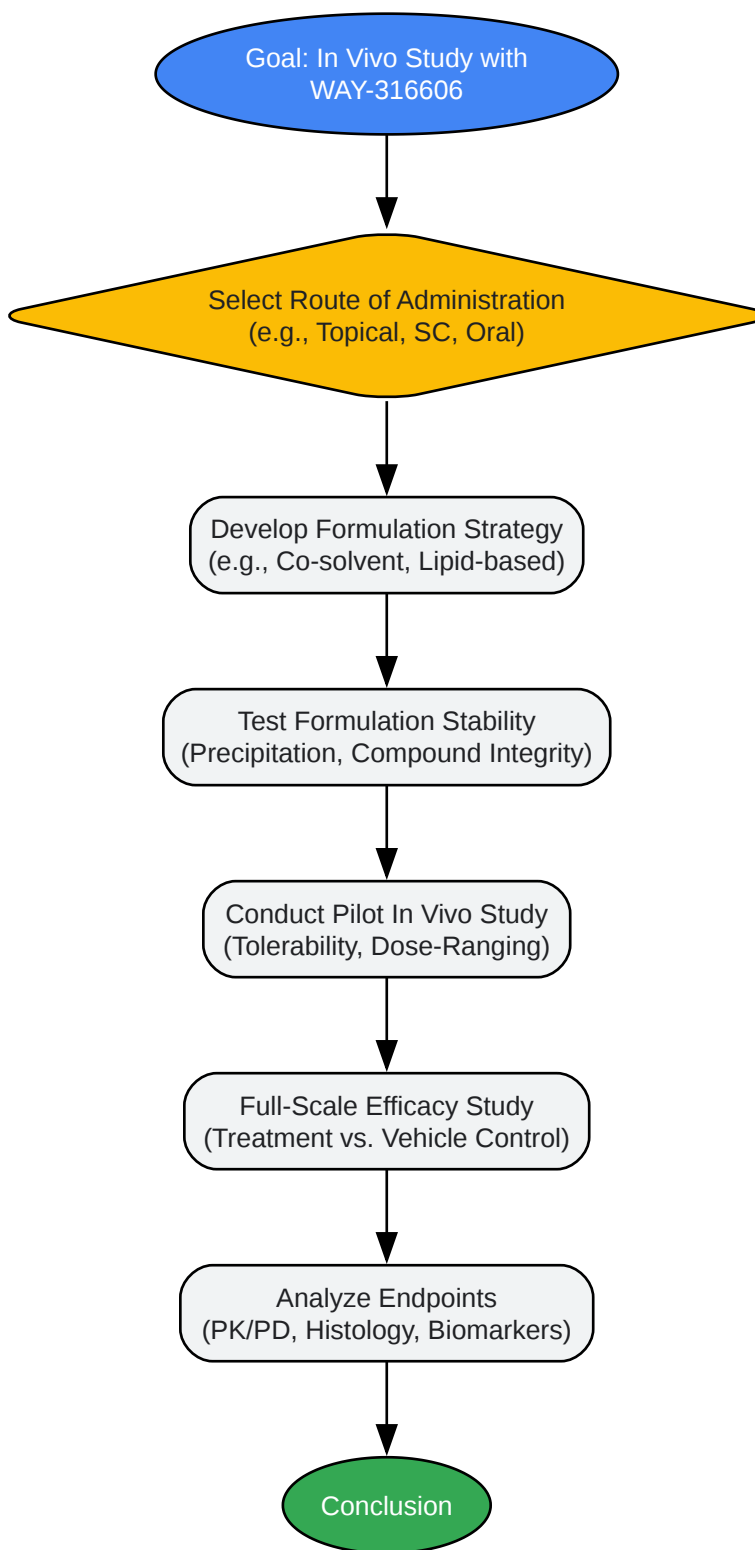 Goal: In Vivo Study with
WAY-316606
Select Route of Administration
(e.g., Topical, SC, Oral)
Develop Formulation Strategy
(e.g., Co-solvent, Lipid-based)
Test Formulation Stability
(Precipitation, Compound Integrity)
Conduct Pilot In Vivo Study
(Tolerability, Dose-Ranging)
Full-Scale Efficacy Study
(Treatment vs. Vehicle Control)
Analyze Endpoints
(PK/PD, Histology, Biomarkers)
Conclusion